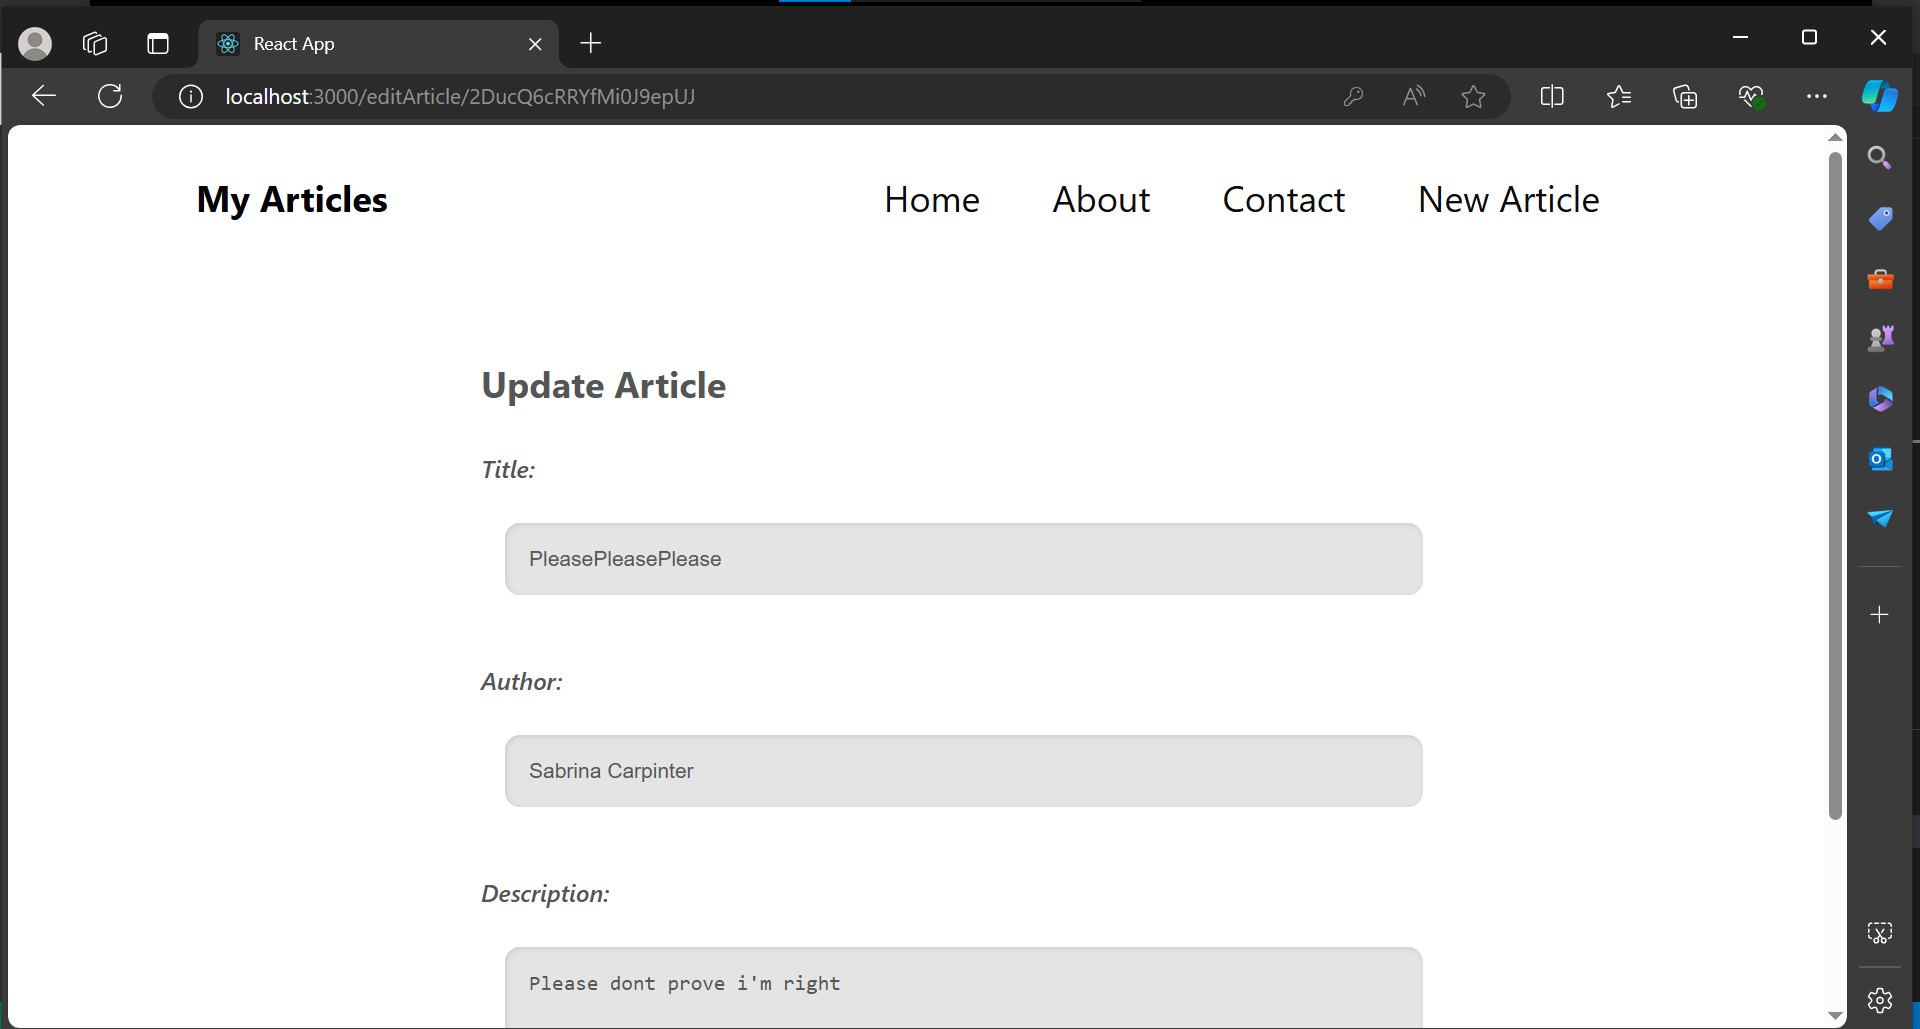 React App
localhost:3000/editArticle/2DucQ6cRRYfMi0J9epUJ
My Articles Home About Contact New Article
Update Article
Title:
PleasePleasePlease
Author:
Sabrina Carpinter
Description:
Please dont prove i'm right